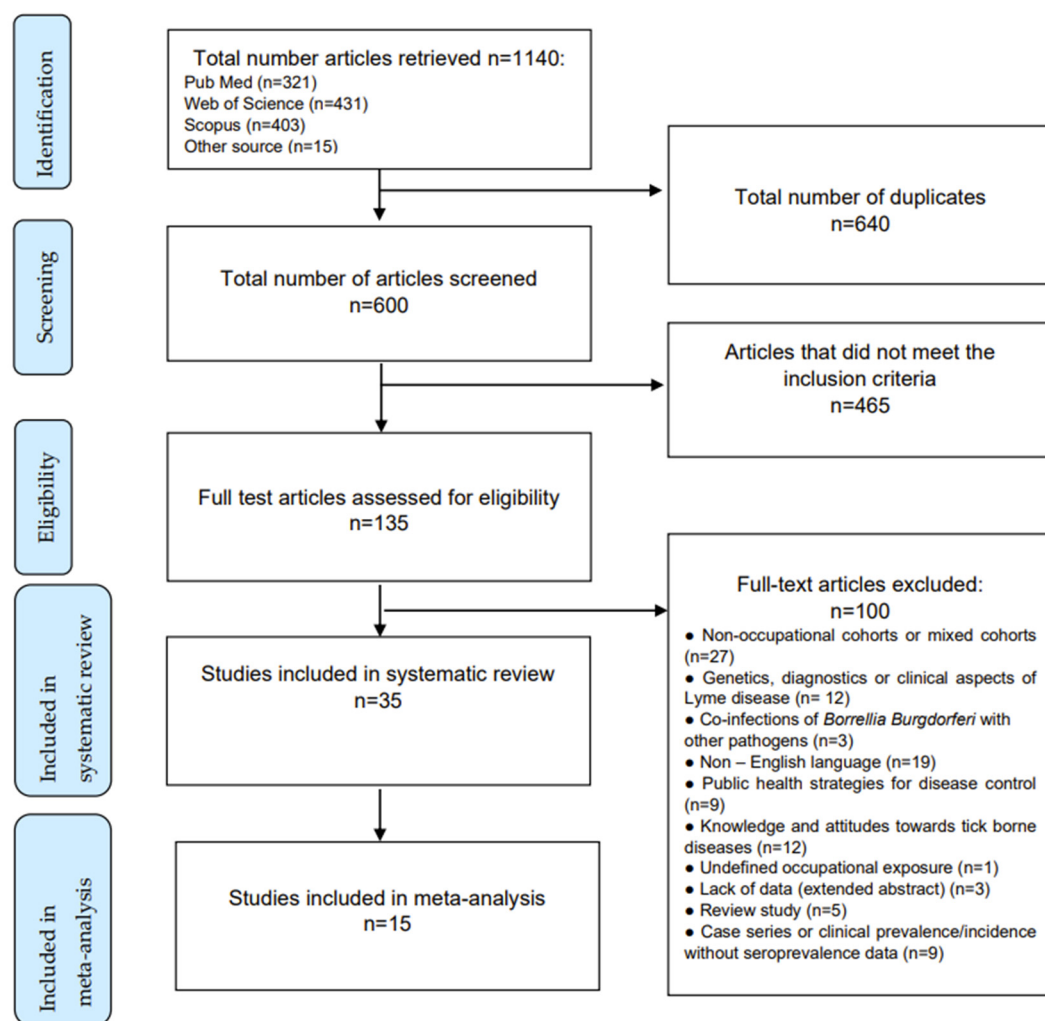 Identification
Total number articles retrieved n=1140:
Pub Med (n=321)
Web of Science (n=431)
Scopus (n=403)
Other source (n=15)
Total number of duplicates
n=640
Screening
Total number of articles screened
n=600
Articles that did not meet the
inclusion criteria
n=465
Eligibility
Full test articles assessed for eligibility
n=135
Full-text articles excluded:
n=100
● Non-occupational cohorts or mixed cohorts
(n=27)
● Genetics, diagnostics or clinical aspects of
Lyme disease (n= 12)
● Co-infections of Borrellia Burgdorferi with
other pathogens (n=3)
● Non – English language (n=19)
● Public health strategies for disease control
(n=9)
● Knowledge and attitudes towards tick borne
diseases (n=12)
● Undefined occupational exposure (n=1)
● Lack of data (extended abstract) (n=3)
● Review study (n=5)
● Case series or clinical prevalence/incidence
without seroprevalence data (n=9)
Included in
systematic review
Studies included in systematic review
n=35
Included in
meta-analysis
Studies included in meta-analysis
n=15